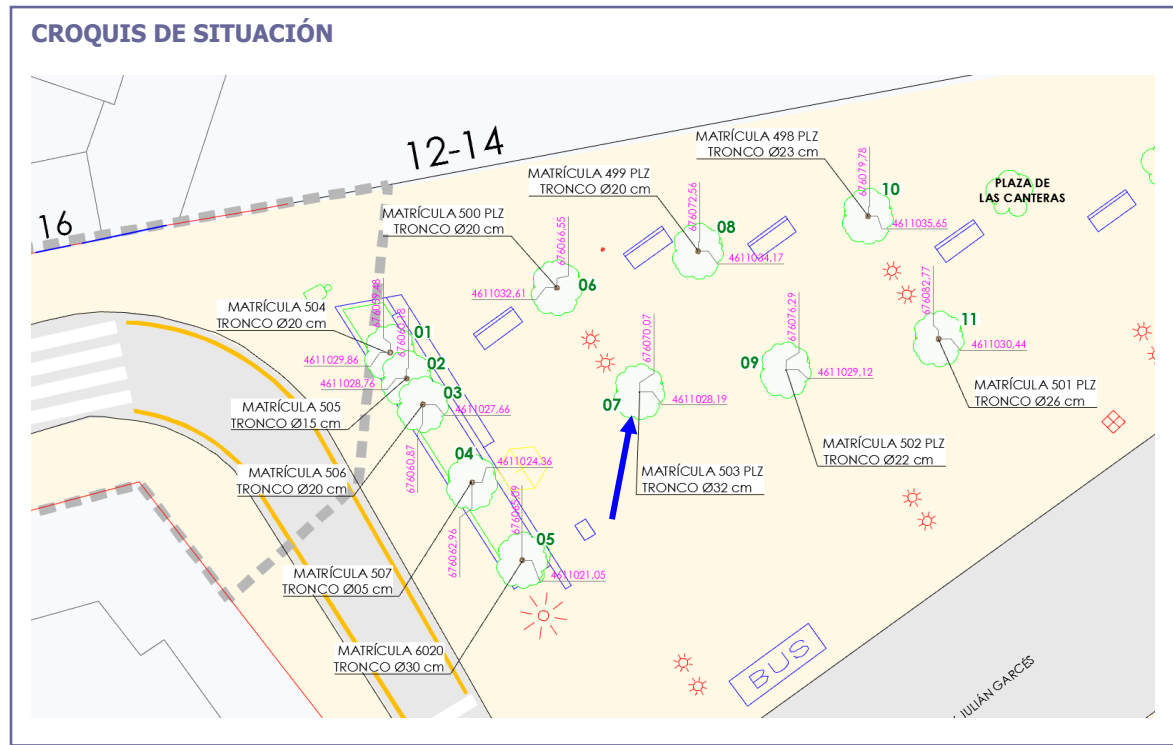 CROQUIS DE SITUACIÓN
12-14
16
MATRÍCULA 498 PLZ
TRONCO Ø23 cm
676079,78
10
4611035,65
PLAZA DE
LAS CANTERAS
MATRÍCULA 499 PLZ
TRONCO Ø20 cm
676072,56
08
4611034,17
MATRÍCULA 500 PLZ
TRONCO Ø20 cm
676066,55
06
4611032,61
MATRÍCULA 504
TRONCO Ø20 cm
676059,48
01
4611029,86
676060,18
02
4611028,76
MATRÍCULA 505
TRONCO Ø15 cm
03
4611027,66
676060,87
MATRÍCULA 506
TRONCO Ø20 cm
04
4611024,36
676062,96
MATRÍCULA 507
TRONCO Ø05 cm
05
4611021,05
MATRÍCULA 6020
TRONCO Ø30 cm
676070,07
07
4611028,19
MATRÍCULA 503 PLZ
TRONCO Ø32 cm
676076,29
09
4611029,12
MATRÍCULA 502 PLZ
TRONCO Ø22 cm
676082,77
11
4611030,44
MATRÍCULA 501 PLZ
TRONCO Ø26 cm
BUS
JULIÁN GARCÉS